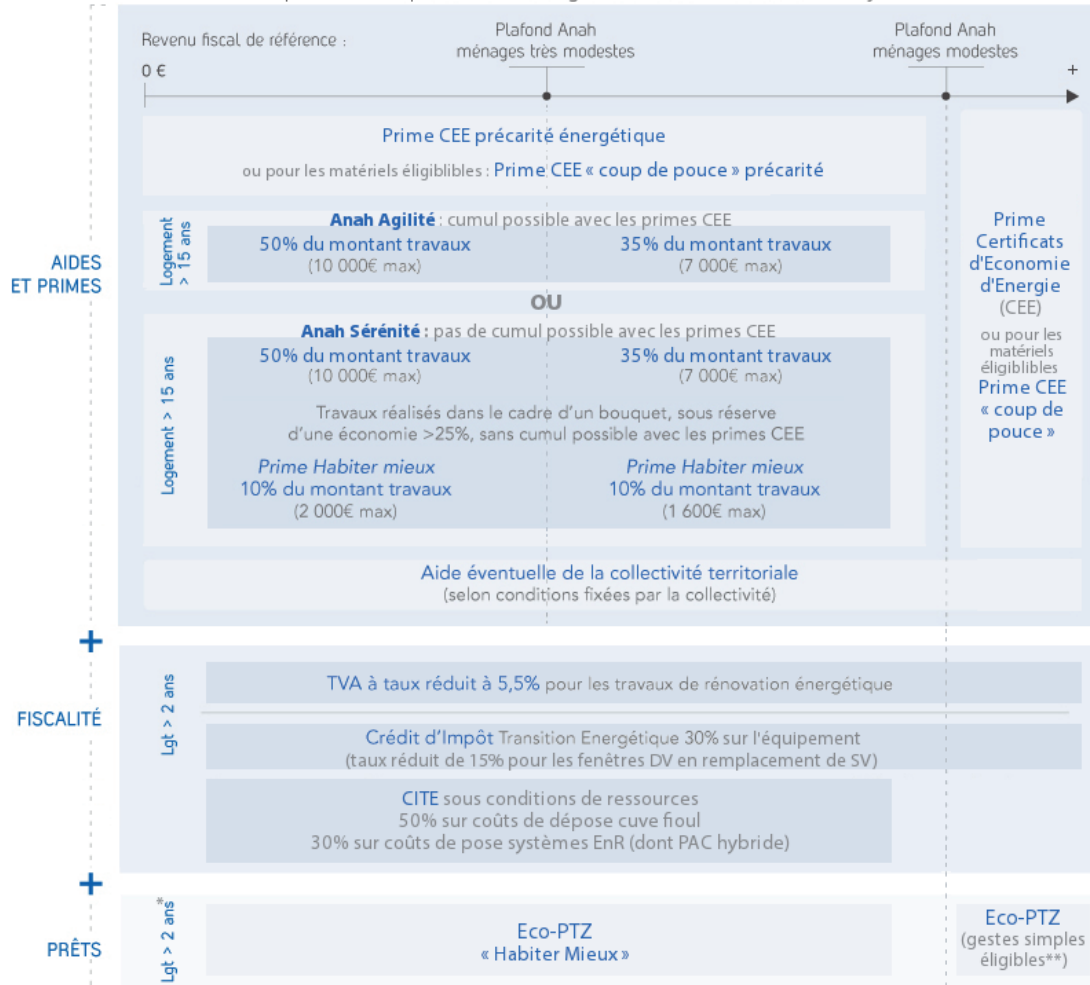 Revenu fiscal de référence :
Plafond Anah
ménages très modestes
Plafond Anah
ménages modestes
0 €
+
AIDES
ET PRIMES
Prime CEE précarité énergétique
ou pour les matériels éligiblibles : Prime CEE « coup de pouce » précarité
Logement
> 15 ans
Anah Agilité : cumul possible avec les primes CEE
50% du montant travaux
(10 000€ max)
35% du montant travaux
(7 000€ max)
OU
Logement > 15 ans
Anah Sérénité : pas de cumul possible avec les primes CEE
50% du montant travaux
(10 000€ max)
35% du montant travaux
(7 000€ max)
Travaux réalisés dans le cadre d'un bouquet, sous réserve
d'une économie >25%, sans cumul possible avec les primes CEE
Prime Habiter mieux
10% du montant travaux
(2 000€ max)
Prime Habiter mieux
10% du montant travaux
(1 600€ max)
Prime
Certificats
d'Economie
d'Energie
(CEE)
ou pour les
matériels
éligiblibles
Prime CEE
« coup de
pouce »
Aide éventuelle de la collectivité territoriale
(selon conditions fixées par la collectivité)
+
FISCALITÉ
Lgt > 2 ans
TVA à taux réduit à 5,5% pour les travaux de rénovation énergétique
Crédit d'Impôt Transition Energétique 30% sur l'équipement
(taux réduit de 15% pour les fenêtres DV en remplacement de SV)
CITE sous conditions de ressources
50% sur coûts de dépose cuve fioul
30% sur coûts de pose systèmes EnR (dont PAC hybride)
+
PRÊTS
Lgt > 2 ans*
Eco-PTZ
« Habiter Mieux »
Eco-PTZ
(gestes simples
éligibles**)